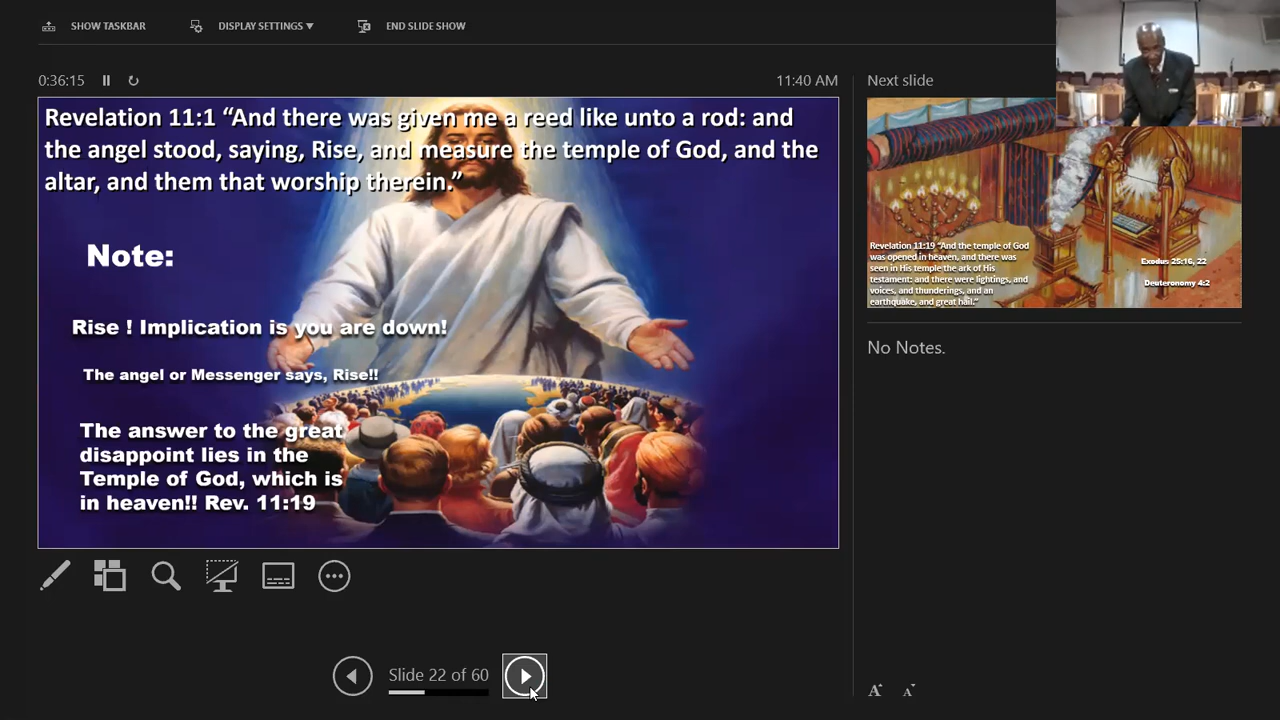 SHOW TASKBAR
DISPLAY SETTINGS ▼
END SLIDE SHOW
0:36:15
11:40 AM
Next slide
Revelation 11:1 “And there was given me a reed like unto a rod: and
the angel stood, saying, Rise, and measure the temple of God, and the
altar, and them that worship therein.”
Note:
Rise ! Implication is you are down!
The angel or Messenger says, Rise!!
The answer to the great
disappoint lies in the
Temple of God, which is
in heaven!! Rev. 11:19
Revelation 11:19 “And the temple of God
was opened in heaven, and there was
seen in His temple the ark of His
testament: and there were lightings, and
voices, and thunderings, and an
earthquake, and great hail.”
Exodus 25:16, 22
Deuteronomy 4:2
No Notes.
Slide 22 of 60
A A